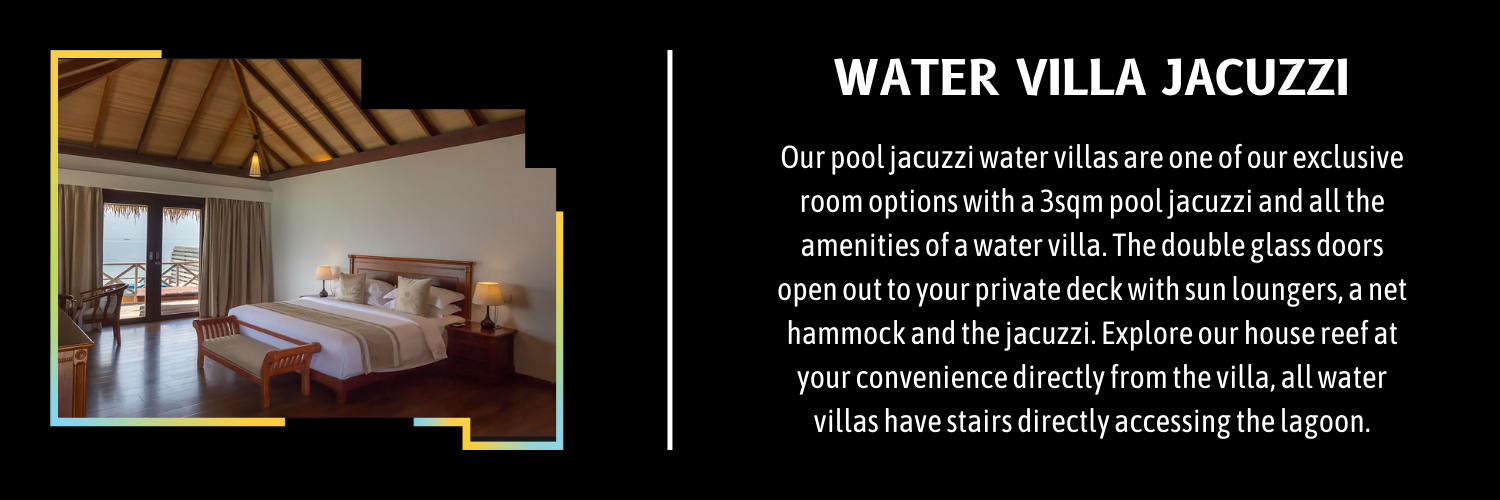 WATER VILLA JACUZZI
Our pool jacuzzi water villas are one of our exclusive
room options with a 3sqm pool jacuzzi and all the
amenities of a water villa. The double glass doors
open out to your private deck with sun loungers, a net
hammock and the jacuzzi. Explore our house reef at
your convenience directly from the villa, all water
villas have stairs directly accessing the lagoon.